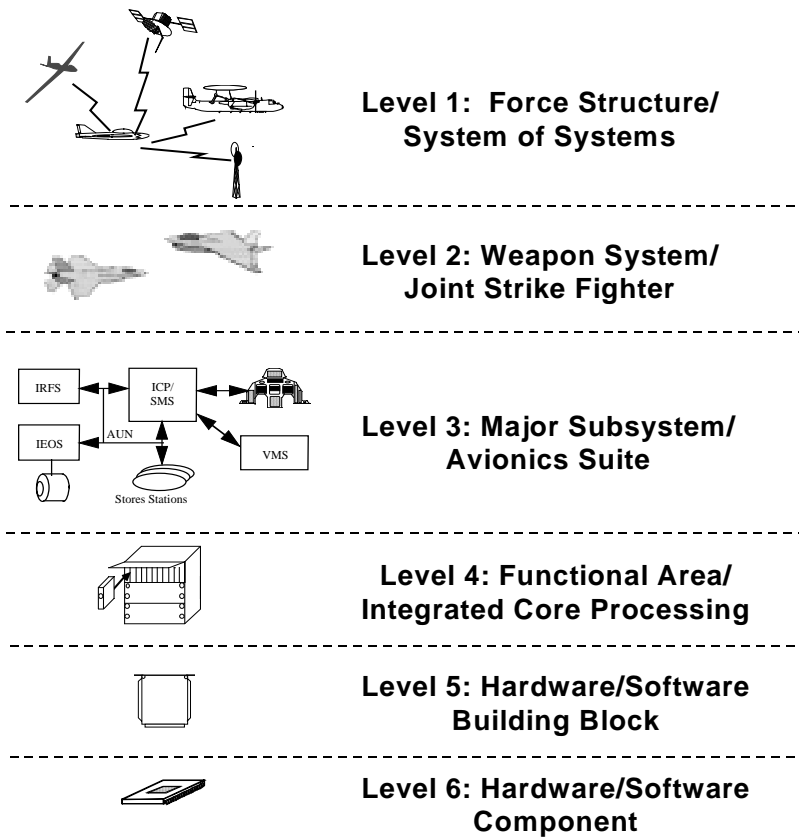 Level 1: Force Structure/
System of Systems
Level 2: Weapon System/
Joint Strike Fighter
IRFS
ICP/
SMS
IEOS
AUN
VMS
Stores Stations
Level 3: Major Subsystem/
Avionics Suite
Level 4: Functional Area/
Integrated Core Processing
Level 5: Hardware/Software
Building Block
Level 6: Hardware/Software
Component